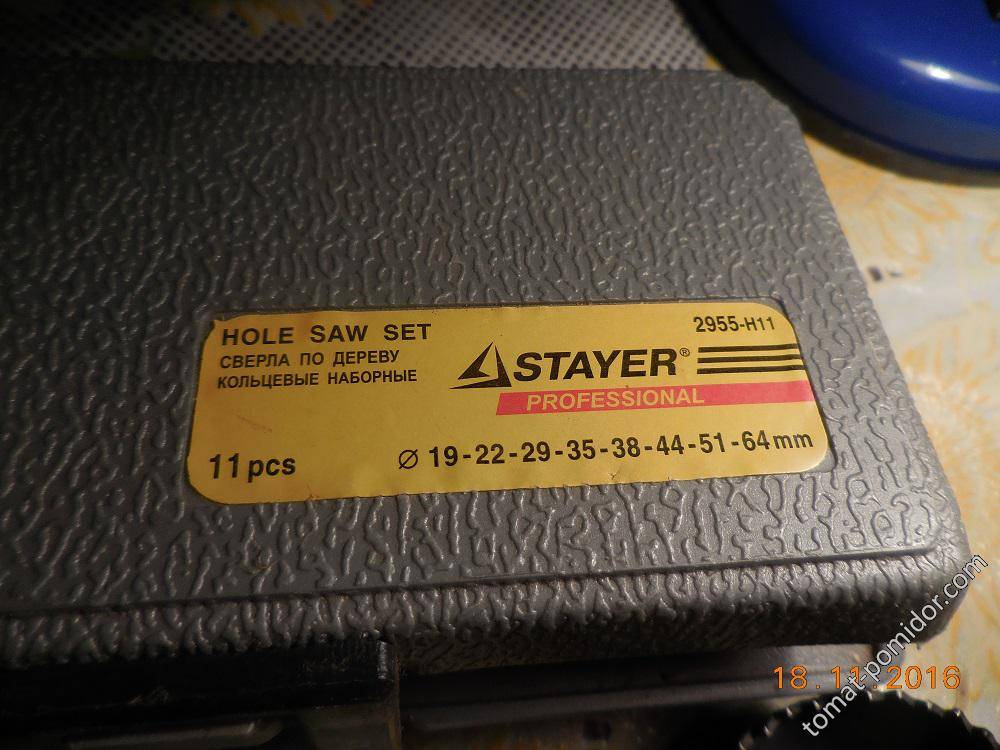 HOLE SAW SET
СВЕРЛА ПО ДЕРЕВУ
КОЛЬЦЕВЫЕ НАБОРНЫЕ
2955-H11
STAYER®
PROFESSIONAL
11 pcs
∅ 19-22-29-35-38-44-51-64 mm
18.11.2016
tomat-pomidor.com